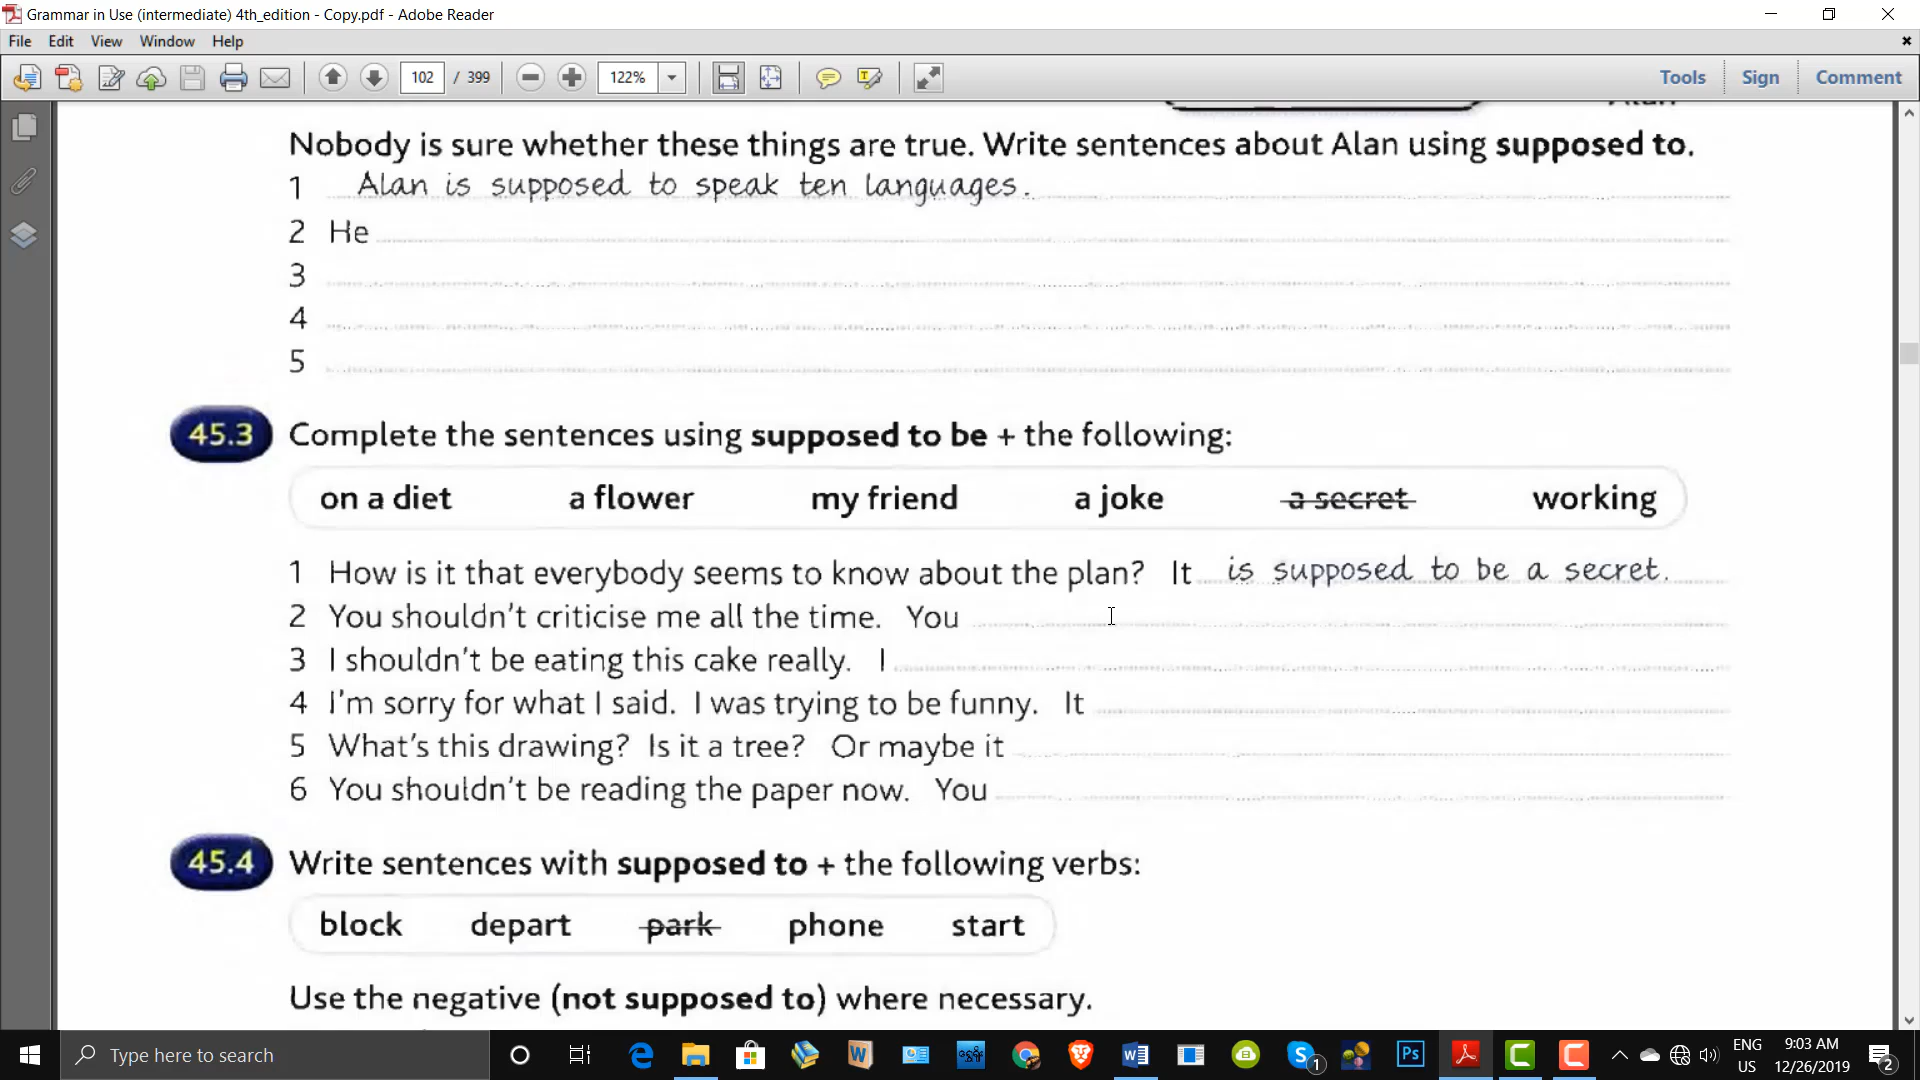 Grammar in Use (intermediate) 4th_edition - Copy.pdf - Adobe Reader
File Edit View Window Help
102 / 399 122% Tools Sign Comment
Nobody is sure whether these things are true. Write sentences about Alan using supposed to.
1 Alan is supposed to speak ten languages.
2 He
3
4
5
45.3 Complete the sentences using supposed to be + the following:
on a diet a flower my friend a joke a secret working
1 How is it that everybody seems to know about the plan? It is supposed to be a secret.
2 You shouldn't criticise me all the time. You
3 I shouldn't be eating this cake really. I
4 I'm sorry for what I said. I was trying to be funny. It
5 What's this drawing? Is it a tree? Or maybe it
6 You shouldn't be reading the paper now. You
45.4 Write sentences with supposed to + the following verbs:
block depart park phone start
Use the negative (not supposed to) where necessary.
Type here to search ENG 9:03 AM
US 12/26/2019